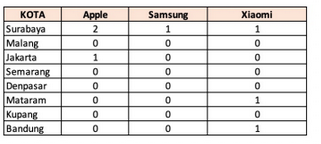 KOTA Apple Samsung Xiaomi
Surabaya 2 1 1
Malang 0 0 0
Jakarta 1 0 0
Semarang 0 0 0
Denpasar 0 0 0
Mataram 0 0 1
Kupang 0 0 0
Bandung 0 0 1